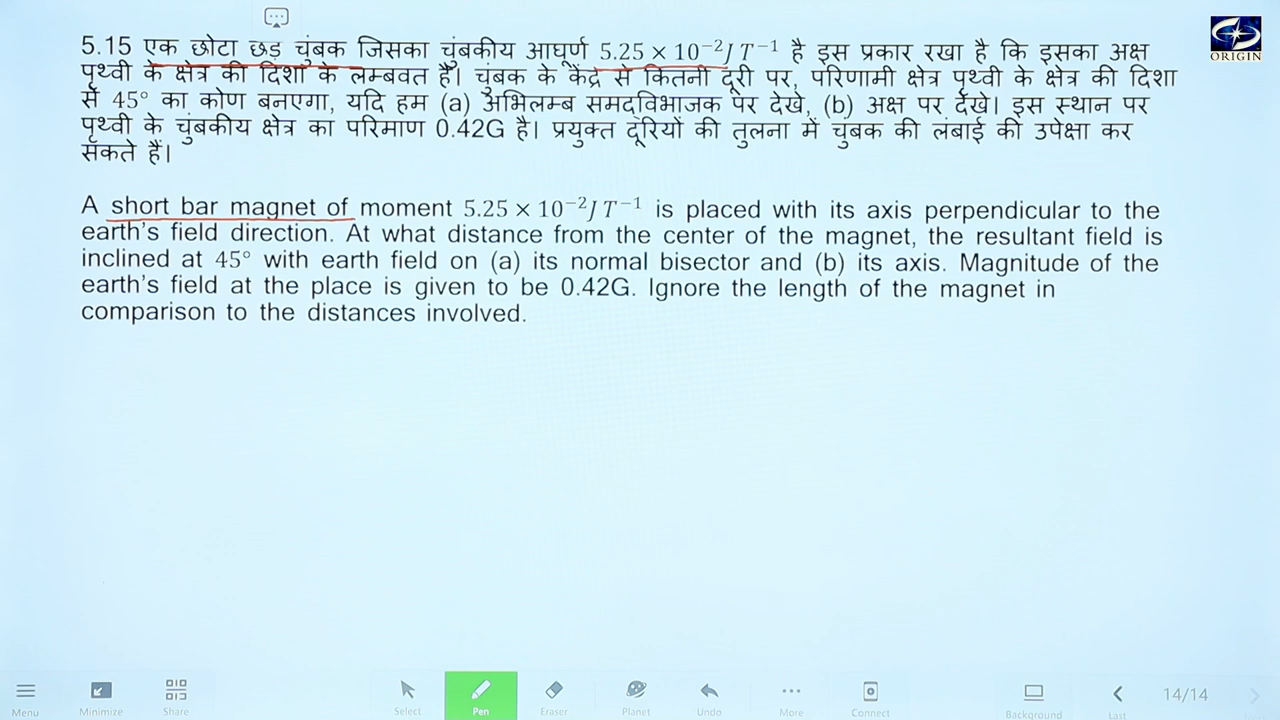 5.15 एक छोटा छड़ चुंबक जिसका चुंबकीय आघूर्ण 5.25 × 10⁻²J T⁻¹ है इस प्रकार रखा है कि इसका अक्ष
पृथ्वी के क्षेत्र की दिशा के लम्बवत है। चुंबक के केंद्र से कितनी दूरी पर, परिणामी क्षेत्र पृथ्वी के क्षेत्र की दिशा
से 45° का कोण बनएगा, यदि हम (a) अभिलम्ब समद्विभाजक पर देखे, (b) अक्ष पर देखे। इस स्थान पर
पृथ्वी के चुंबकीय क्षेत्र का परिमाण 0.42G है। प्रयुक्त दूरियों की तुलना में चुंबक की लंबाई की उपेक्षा कर
सकते हैं।
A short bar magnet of moment 5.25 × 10⁻²J T⁻¹ is placed with its axis perpendicular to the
earth's field direction. At what distance from the center of the magnet, the resultant field is
inclined at 45° with earth field on (a) its normal bisector and (b) its axis. Magnitude of the
earth's field at the place is given to be 0.42G. Ignore the length of the magnet in
comparison to the distances involved.
ORIGIN
Menu Minimize Share Select Pen Eraser Planet Undo More Connect Background Last 14/14